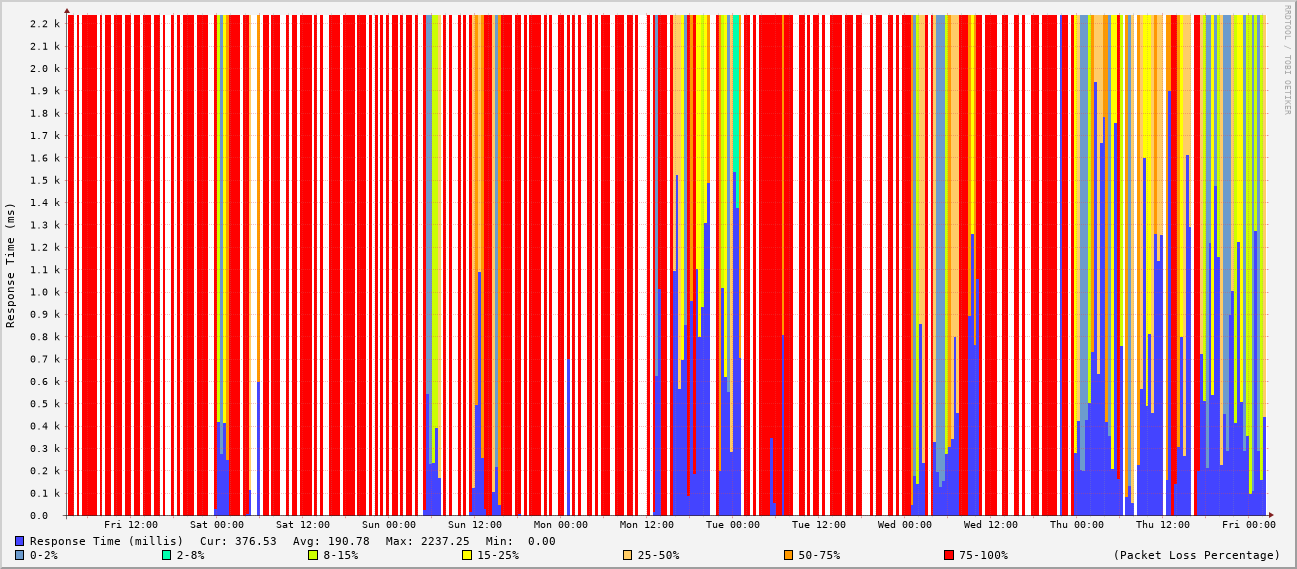 RRDTOOL / TOBI OETIKER
Response Time (ms)
2.2 k
2.1 k
2.0 k
1.9 k
1.8 k
1.7 k
1.6 k
1.5 k
1.4 k
1.3 k
1.2 k
1.1 k
1.0 k
0.9 k
0.8 k
0.7 k
0.6 k
0.5 k
0.4 k
0.3 k
0.2 k
0.1 k
0.0
Fri 12:00 Sat 00:00 Sat 12:00 Sun 00:00 Sun 12:00 Mon 00:00 Mon 12:00 Tue 00:00 Tue 12:00 Wed 00:00 Wed 12:00 Thu 00:00 Thu 12:00 Fri 00:00
Response Time (millis) Cur: 376.53 Avg: 190.78 Max: 2237.25 Min: 0.00
0-2% 2-8% 8-15% 15-25% 25-50% 50-75% 75-100% (Packet Loss Percentage)